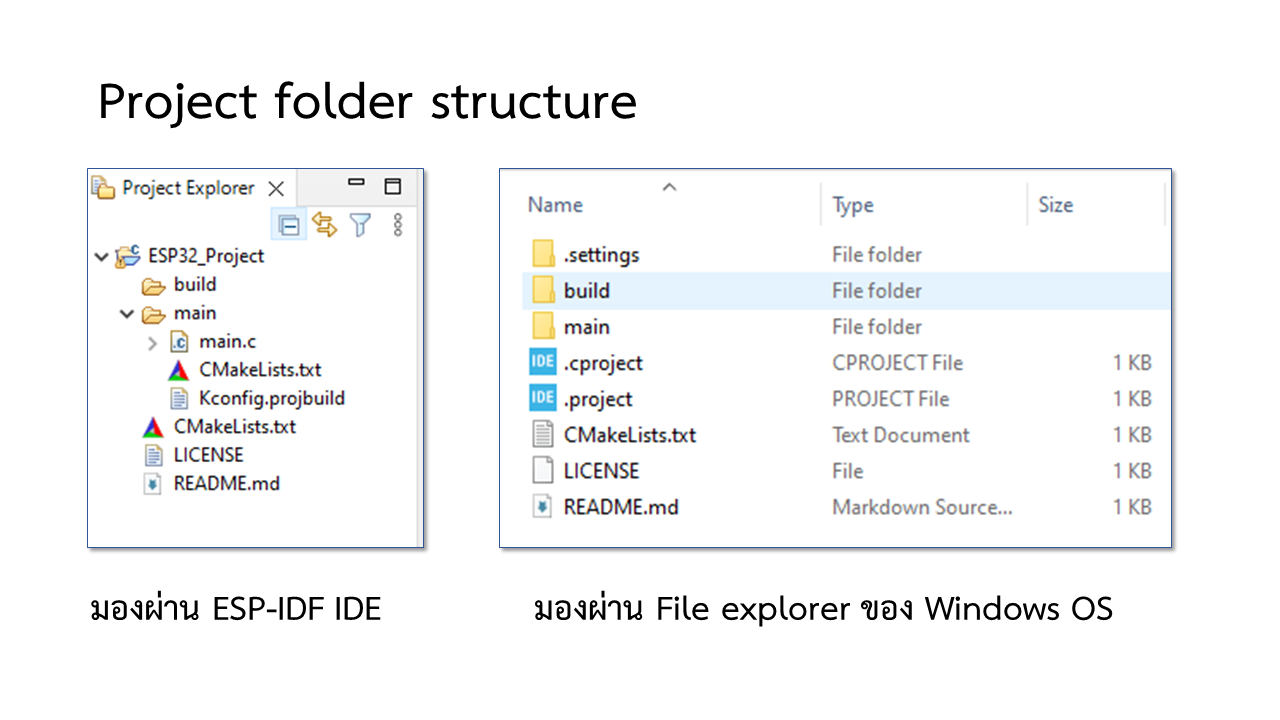 Project folder structure
Project Explorer
ESP32_Project
build
main
main.c
CMakeLists.txt
Kconfig.projbuild
CMakeLists.txt
LICENSE
README.md
Name Type Size
.settings File folder
build File folder
main File folder
IDE .cproject CPROJECT File 1 KB
IDE .project PROJECT File 1 KB
CMakeLists.txt Text Document 1 KB
LICENSE File 1 KB
README.md Markdown Source... 1 KB
มองผ่าน ESP-IDF IDE
มองผ่าน File explorer ของ Windows OS